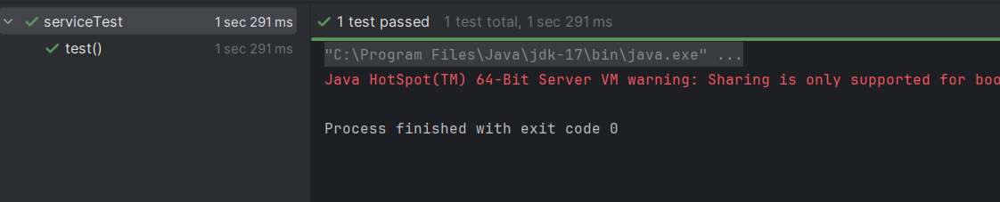 serviceTest 1 sec 291 ms
test() 1 sec 291 ms
1 test passed 1 test total, 1 sec 291 ms
"C:\Program Files\Java\jdk-17\bin\java.exe" ...
Java HotSpot(TM) 64-Bit Server VM warning: Sharing is only supported for boo
Process finished with exit code 0